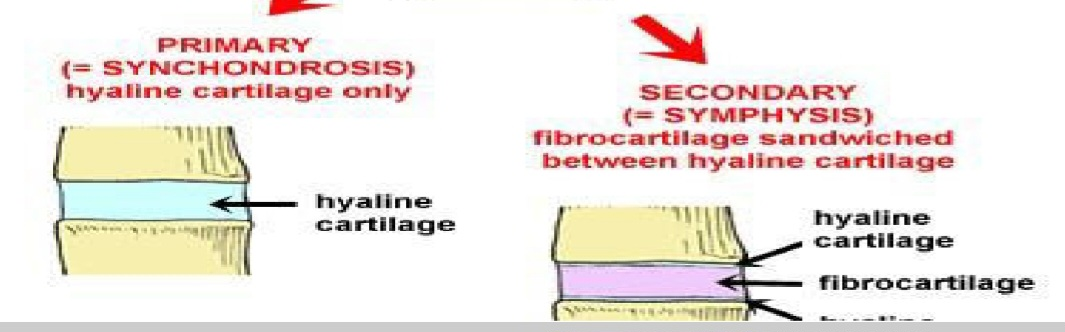 PRIMARY
(= SYNCHONDROSIS)
hyaline cartilage only
hyaline
cartilage
SECONDARY
(= SYMPHYSIS)
fibrocartilage sandwiched
between hyaline cartilage
hyaline
cartilage
fibrocartilage